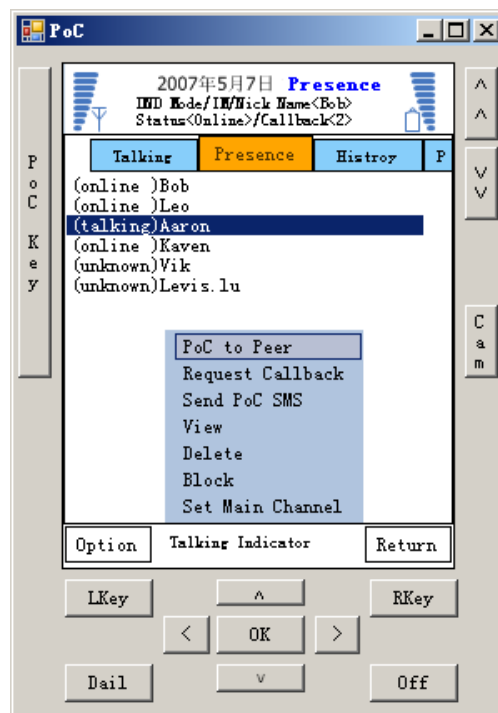 PoC
2007年5月7日 Presence
IND Mode/IM/Nick Name<Bob>
Status<Online>/Callback<2>
PoC Key
Talking Presence Histroy P
(online )Bob
(online )Leo
(talking)Aaron
(online )Kaven
(unknown)Vik
(unknown)Levis.lu
PoC to Peer
Request Callback
Send PoC SMS
View
Delete
Block
Set Main Channel
Cam
Option Talking Indicator Return
LKey ^ RKey
< OK >
Dail v Off